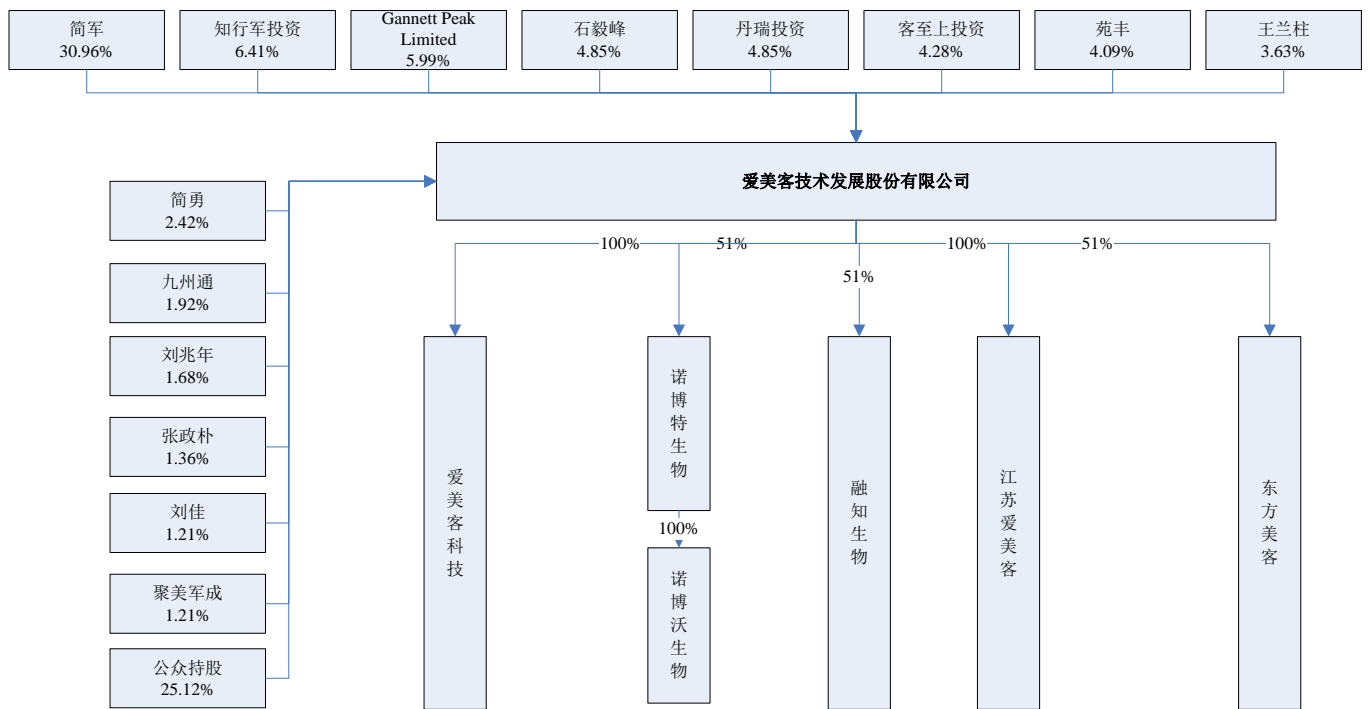 简军
30.96%
知行军投资
6.41%
Gannett Peak
Limited
5.99%
石毅峰
4.85%
丹瑞投资
4.85%
客至上投资
4.28%
苑丰
4.09%
王兰柱
3.63%
爱美客技术发展股份有限公司
简勇
2.42%
九州通
1.92%
刘兆年
1.68%
张政朴
1.36%
刘佳
1.21%
聚美军成
1.21%
公众持股
25.12%
100%
51%
51%
100%
51%
爱美客科技
诺博特生物
100%
诺博沃生物
融知生物
江苏爱美客
东方美客